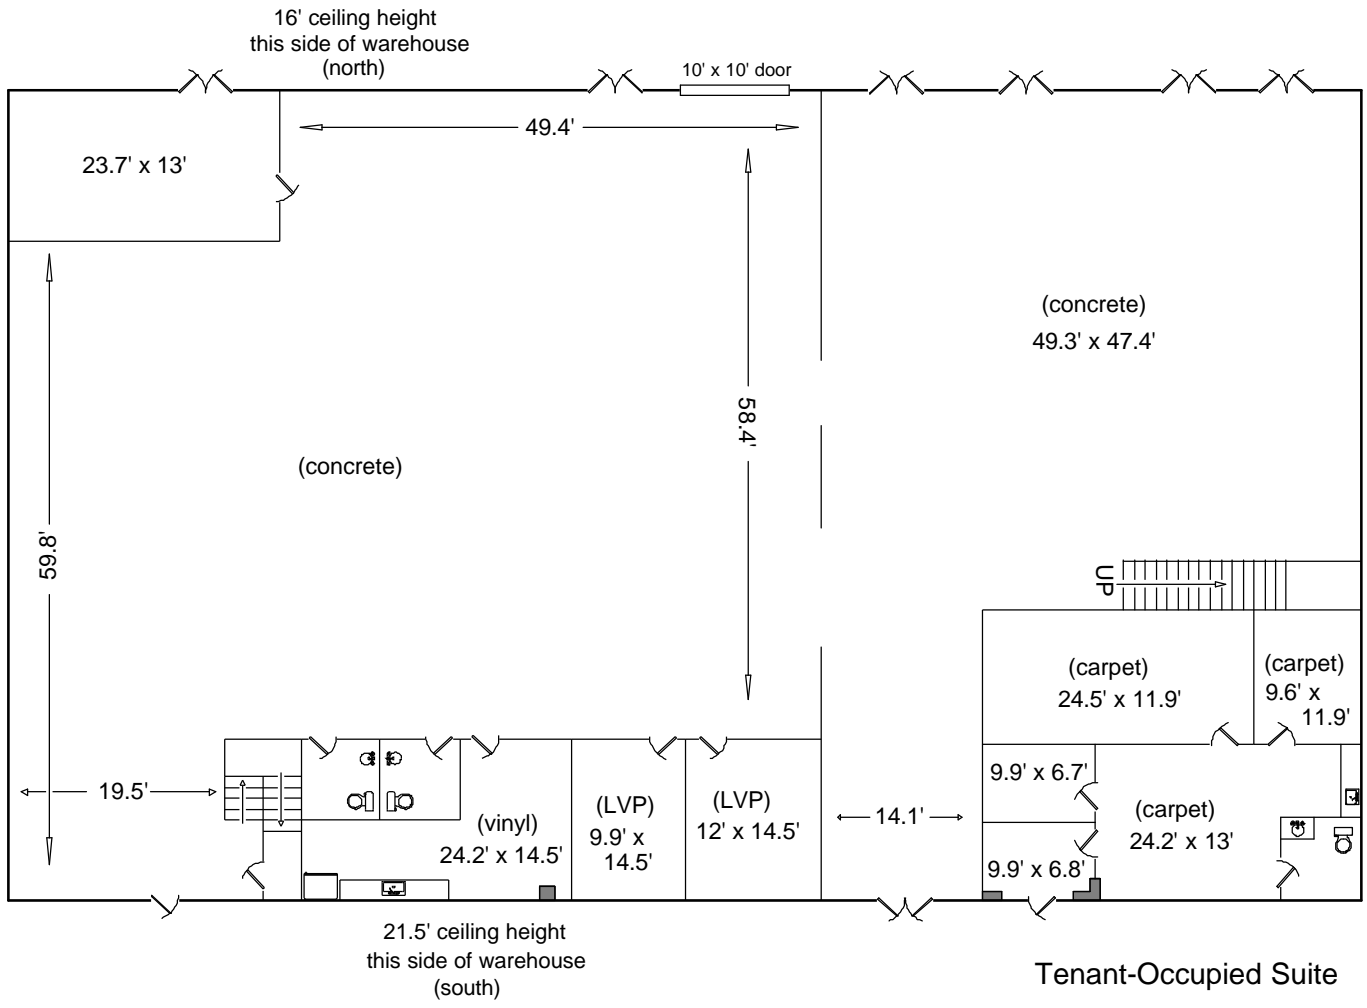 16' ceiling height
this side of warehouse
(north)
10' x 10' door
49.4'
23.7' x 13'
(concrete)
49.3' x 47.4'
58.4'
(concrete)
59.8'
UP
(carpet)
24.5' x 11.9'
(carpet)
9.6' x
11.9'
19.5'
(vinyl)
24.2' x 14.5'
(LVP)
9.9' x
14.5'
(LVP)
12' x 14.5'
14.1'
9.9' x 6.7'
(carpet)
24.2' x 13'
9.9' x 6.8'
21.5' ceiling height
this side of warehouse
(south)
Tenant-Occupied Suite